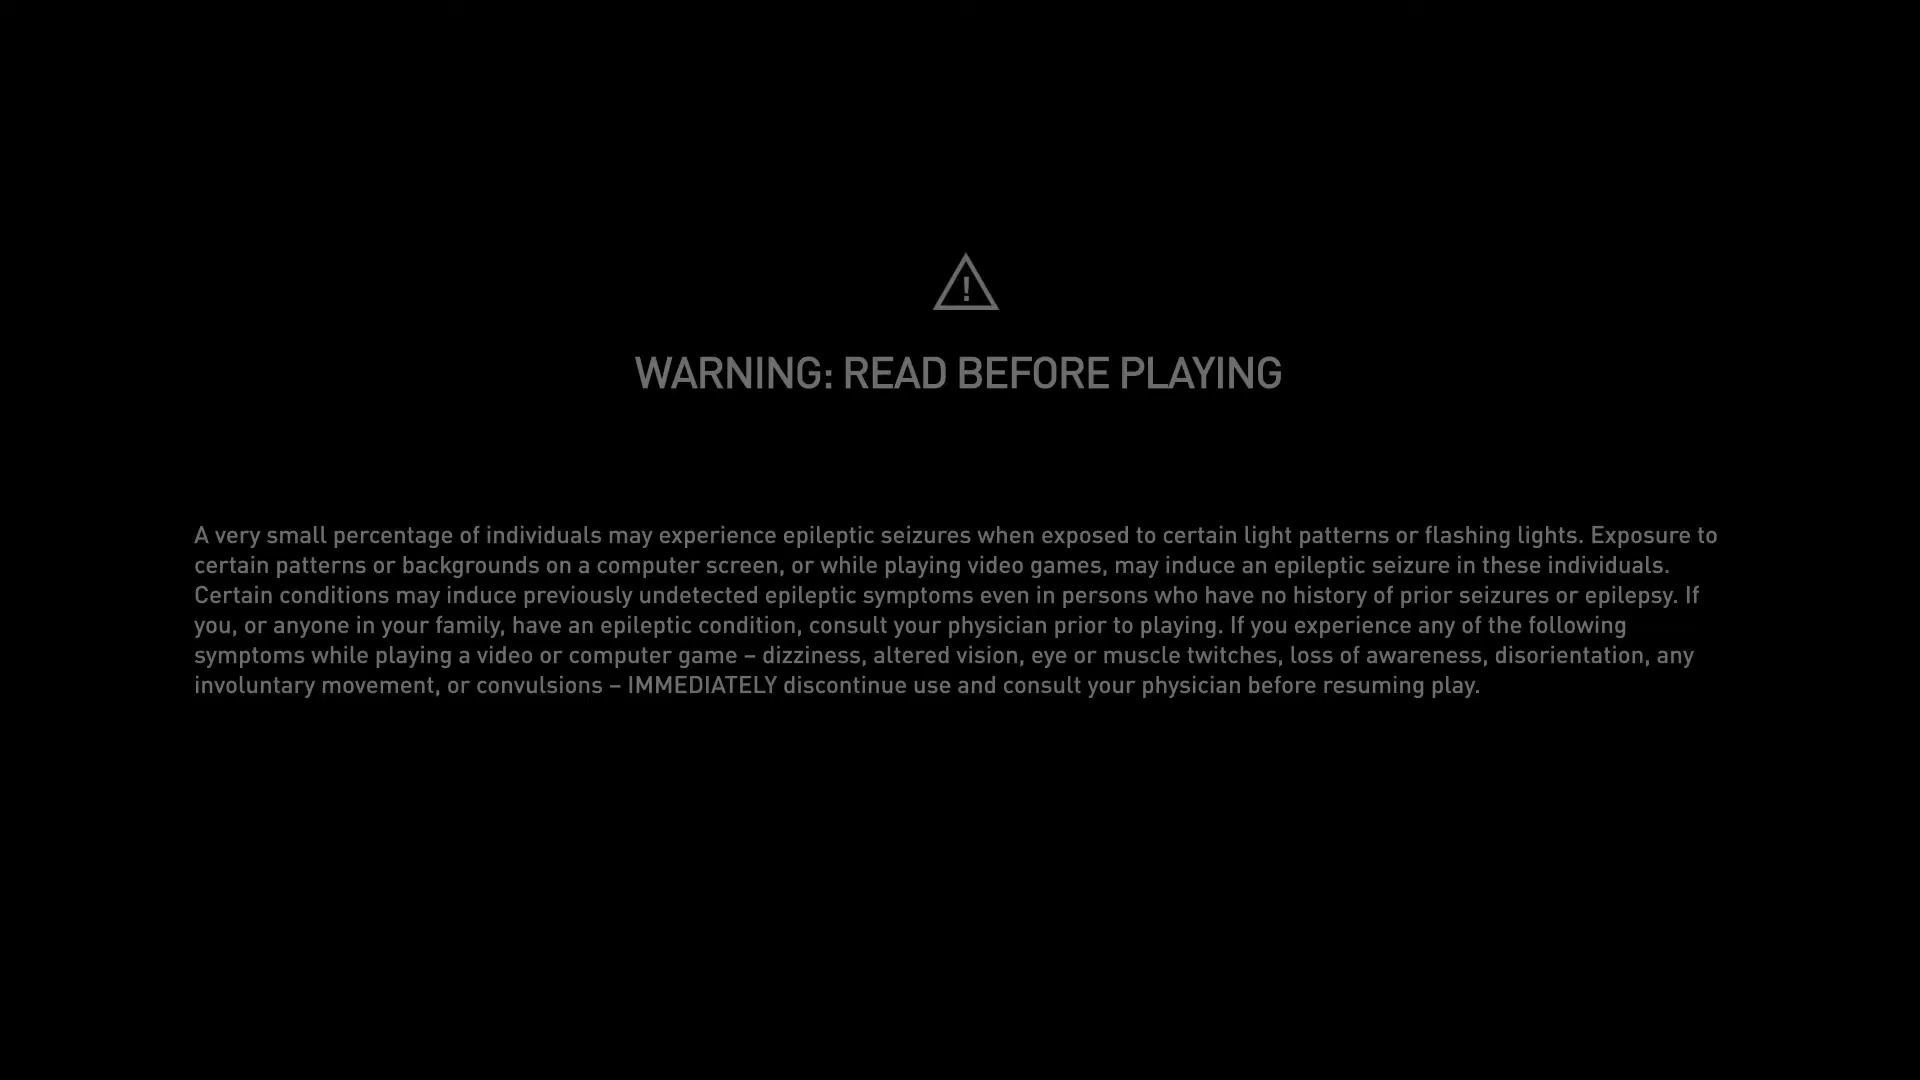 !
WARNING: READ BEFORE PLAYING
A very small percentage of individuals may experience epileptic seizures when exposed to certain light patterns or flashing lights. Exposure to
certain patterns or backgrounds on a computer screen, or while playing video games, may induce an epileptic seizure in these individuals.
Certain conditions may induce previously undetected epileptic symptoms even in persons who have no history of prior seizures or epilepsy. If
you, or anyone in your family, have an epileptic condition, consult your physician prior to playing. If you experience any of the following
symptoms while playing a video or computer game – dizziness, altered vision, eye or muscle twitches, loss of awareness, disorientation, any
involuntary movement, or convulsions – IMMEDIATELY discontinue use and consult your physician before resuming play.